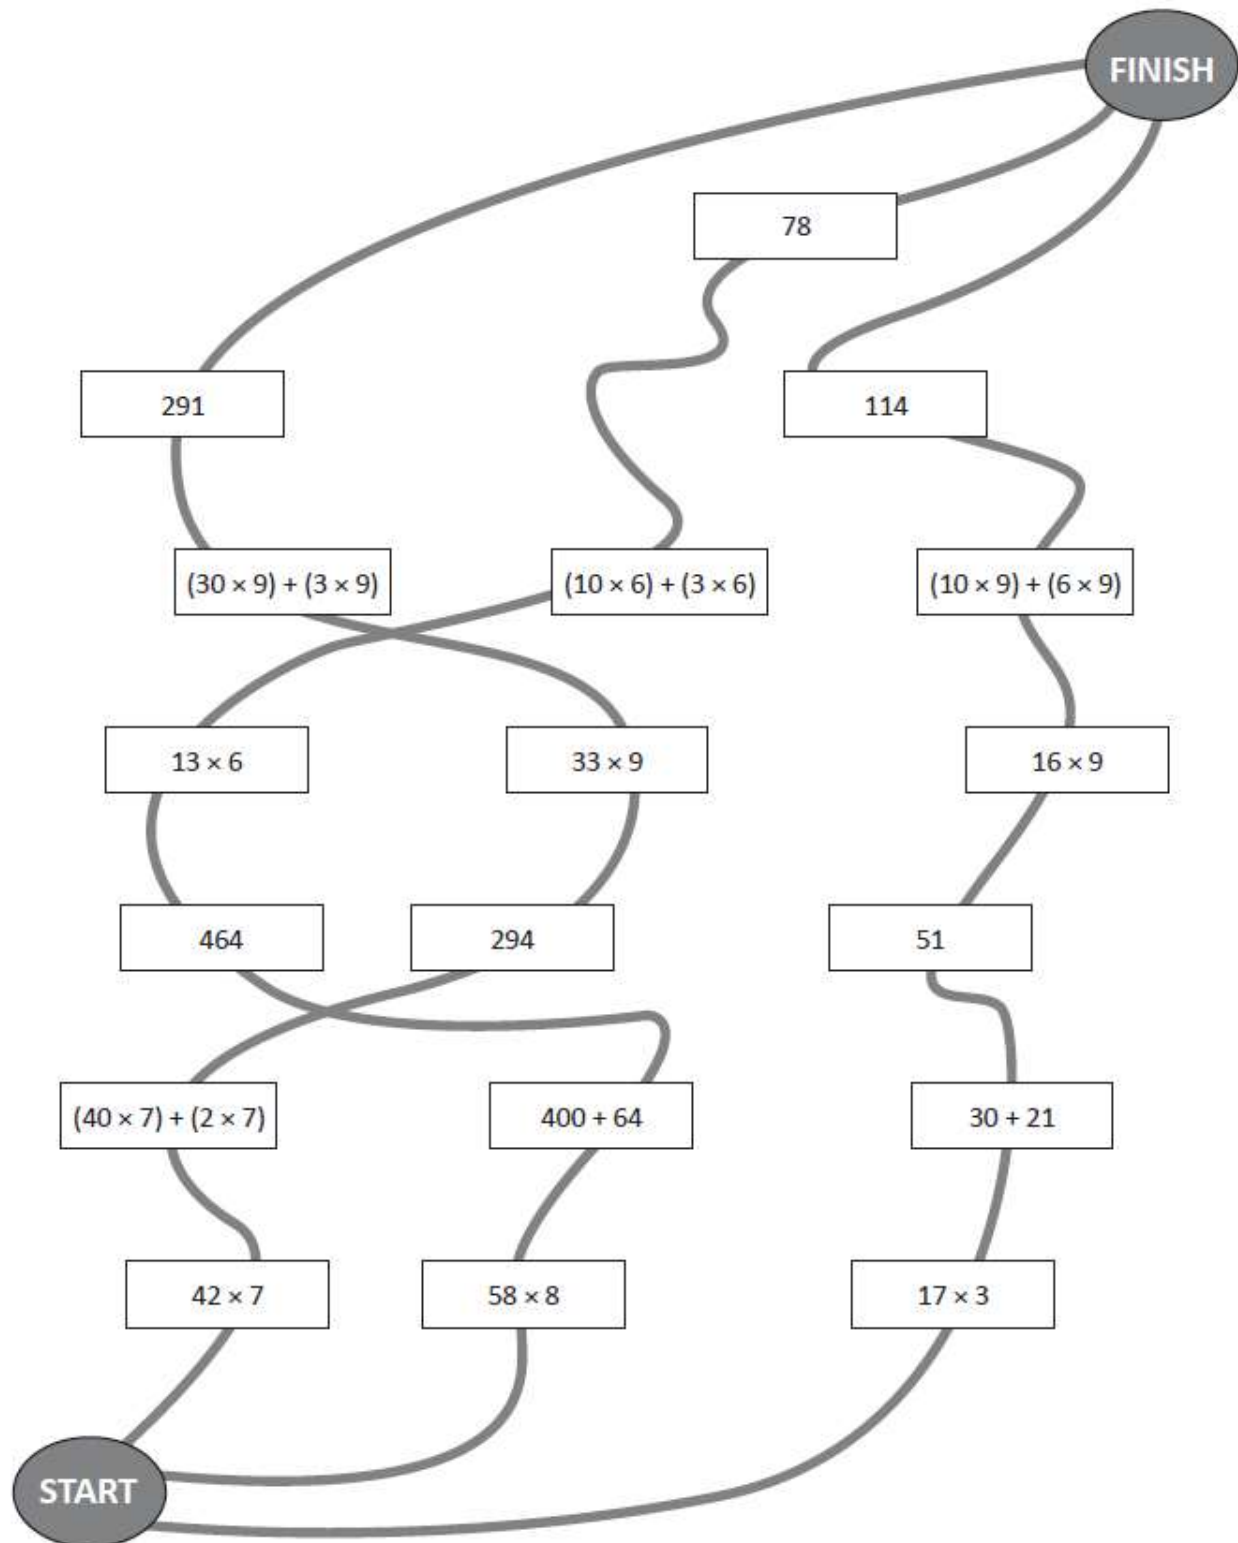 FINISH
78
291
114
(30 × 9) + (3 × 9)
(10 × 6) + (3 × 6)
(10 × 9) + (6 × 9)
13 × 6
33 × 9
16 × 9
464
294
51
(40 × 7) + (2 × 7)
400 + 64
30 + 21
42 × 7
58 × 8
17 × 3
START